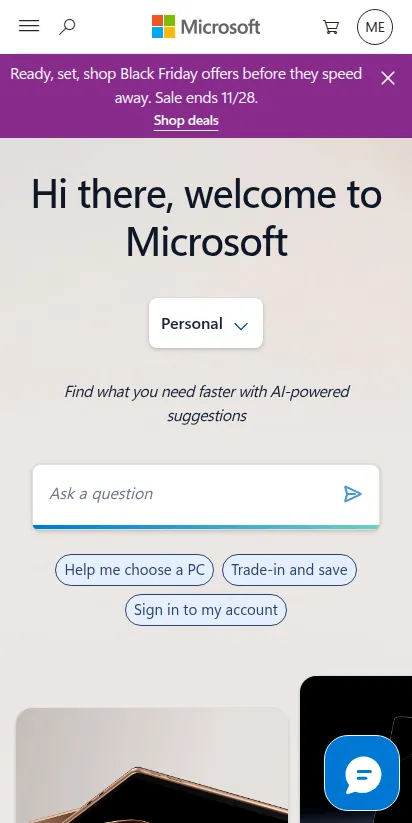 Microsoft
ME
Ready, set, shop Black Friday offers before they speed
away. Sale ends 11/28.
Shop deals
Hi there, welcome to
Microsoft
Personal
Find what you need faster with AI-powered
suggestions
Ask a question
Help me choose a PC
Trade-in and save
Sign in to my account